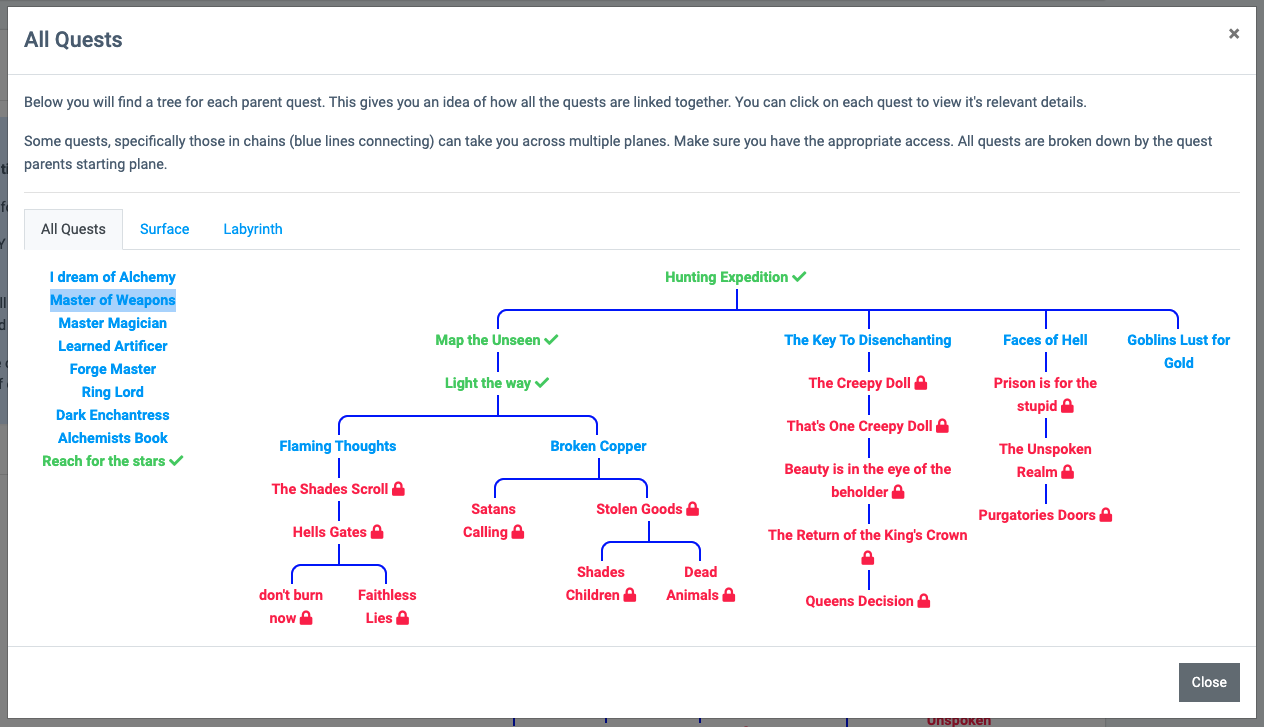 All Quests
×
Below you will find a tree for each parent quest. This gives you an idea of how all the quests are linked together. You can click on each quest to view it's relevant details.
Some quests, specifically those in chains (blue lines connecting) can take you across multiple planes. Make sure you have the appropriate access. All quests are broken down by the quest
parents starting plane.
All Quests
Surface
Labyrinth
I dream of Alchemy
Master of Weapons
Master Magician
Learned Artificer
Forge Master
Ring Lord
Dark Enchantress
Alchemists Book
Reach for the stars
Hunting Expedition
Map the Unseen
Light the way
Flaming Thoughts
The Shades Scroll
Hells Gates
don't burn
now
Faithless
Lies
Broken Copper
Satans
Calling
Stolen Goods
Shades
Children
Dead
Animals
The Key To Disenchanting
The Creepy Doll
That's One Creepy Doll
Beauty is in the eye of the
beholder
The Return of the King's Crown
Queens Decision
Faces of Hell
Prison is for the
stupid
The Unspoken
Realm
Purgatories Doors
Goblins Lust for
Gold
Close
Unspoken